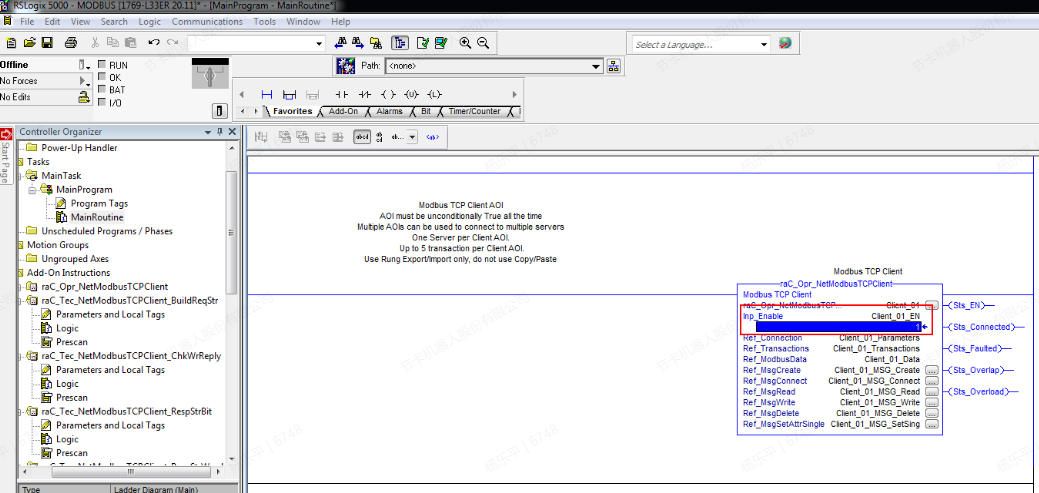 RSLogix 5000 - MODBUS [1769-L33ER 20.11]* - [MainProgram - MainRoutine*]
File Edit View Search Logic Communications Tools Window Help
Select a Language...
Offline
RUN
No Forces
OK
No Edits
BAT
I/O
Path: <none>
Favorites Add-On Alarms Bit Timer/Counter
Start Page
Controller Organizer
Power-Up Handler
Tasks
MainTask
MainProgram
Program Tags
MainRoutine
Unscheduled Programs / Phases
Motion Groups
Ungrouped Axes
Add-On Instructions
raC_Opr_NetModbusTCPClient
raC_Tec_NetModbusTCPClient_BuildReqStr
Parameters and Local Tags
Logic
Prescan
raC_Tec_NetModbusTCPClient_ChkWrReply
Parameters and Local Tags
Logic
Prescan
raC_Tec_NetModbusTCPClient_RespStrBit
Parameters and Local Tags
Logic
Prescan
Type Ladder Diagram (Main)
Modbus TCP Client AOI
AOI must be unconditionally True all the time
Multiple AOIs can be used to connect to multiple servers
One Server per Client AOI.
Up to 5 transaction per Client AOI.
Use Rung Export/Import only, do not use Copy/Paste
Modbus TCP Client
raC_Opr_NetModbusTCPClient
Modbus TCP Client
raC_Opr_NetModbusTCP... Client_01 ... (Sts_EN)
Inp_Enable Client_01_EN
1 (Sts_Connected)
Ref_Connection Client_01_Parameters
Ref_Transactions Client_01_Transactions (Sts_Faulted)
Ref_ModbusData Client_01_Data
Ref_MsgCreate Client_01_MSG_Create ... (Sts_Overlap)
Ref_MsgConnect Client_01_MSG_Connect ...
Ref_MsgRead Client_01_MSG_Read ... (Sts_Overload)
Ref_MsgWrite Client_01_MSG_Write ...
Ref_MsgDelete Client_01_MSG_Delete ...
Ref_MsgSetAttrSingle Client_01_MSG_SetSing ...